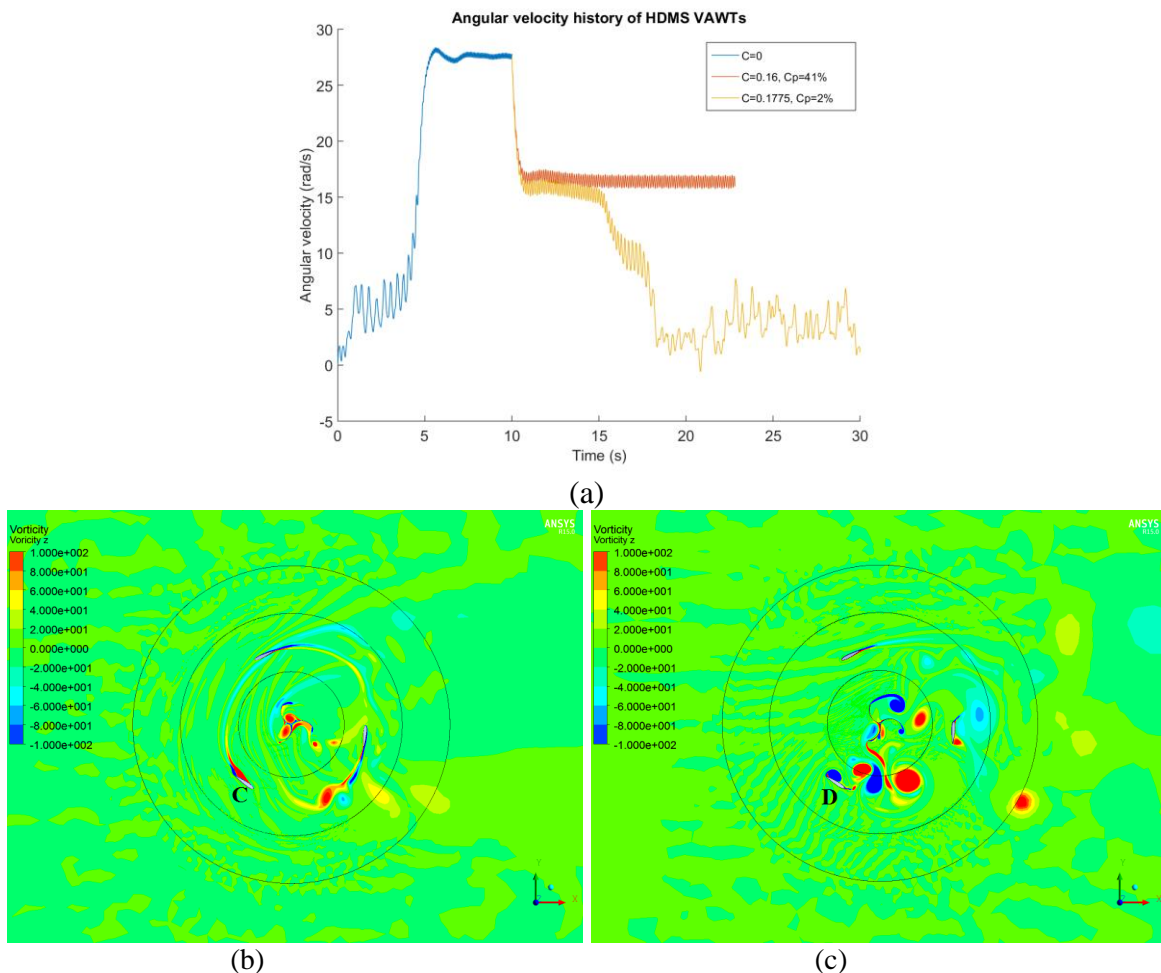 Angular velocity history of HDMS VAWTs
30
25
20
15
10
5
0
-5
Angular velocity (rad/s)
0 5 10 15 20 25 30
Time (s)
C=0
C=0.16, Cp=41%
C=0.1775, Cp=2%
(a)
Vorticity
Voricity z
1.000e+002
8.000e+001
6.000e+001
4.000e+001
2.000e+001
0.000e+000
-2.000e+001
-4.000e+001
-6.000e+001
-8.000e+001
-1.000e+002
ANSYS
R15.0
C
Y
X
(b)
Vorticity
Voricity z
1.000e+002
8.000e+001
6.000e+001
4.000e+001
2.000e+001
0.000e+000
-2.000e+001
-4.000e+001
-6.000e+001
-8.000e+001
-1.000e+002
ANSYS
R15.0
D
Y
X
(c)